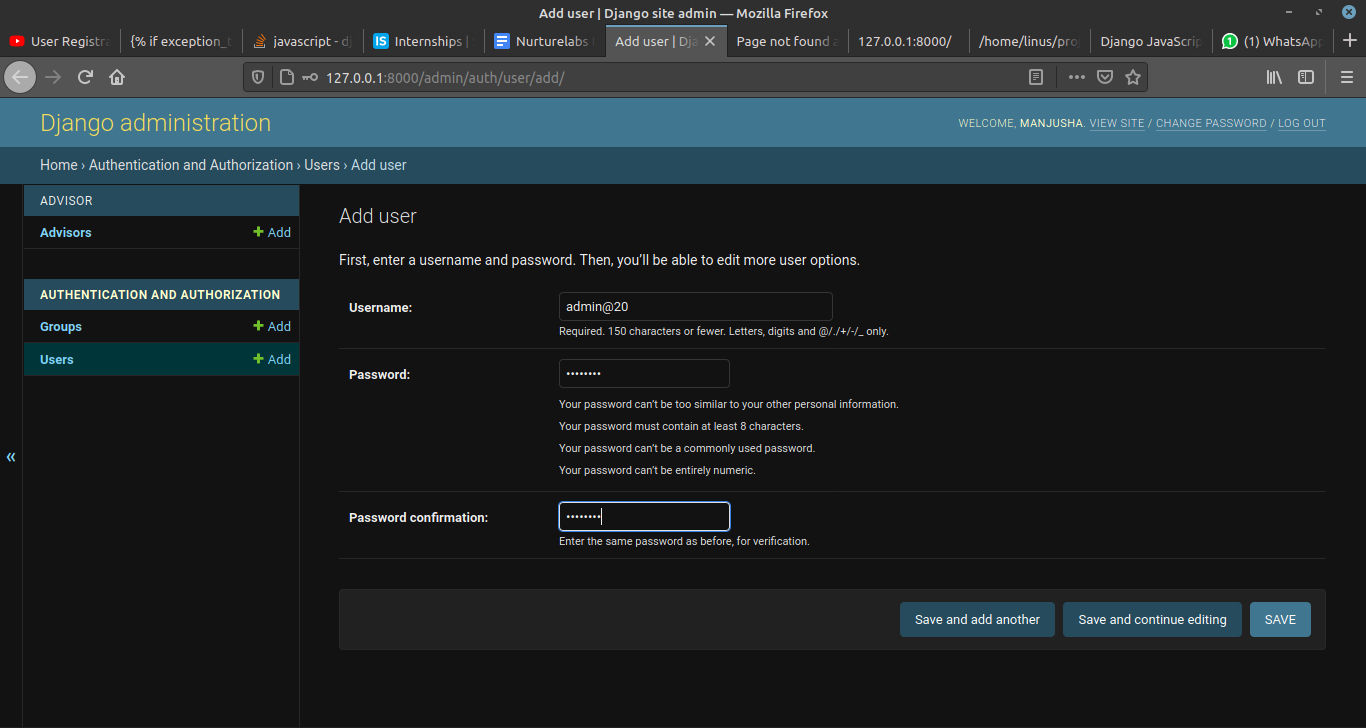 Add user | Django site admin — Mozilla Firefox
User Registra
{% if exception_t
javascript - dj
Internships |
Nurturelabs
Add user | Dja
Page not found a
127.0.0.1:8000/
/home/linus/pro
Django JavaScrip
(1) WhatsApp
127.0.0.1:8000/admin/auth/user/add/
Django administration
WELCOME, MANJUSHA. VIEW SITE / CHANGE PASSWORD / LOG OUT
Home › Authentication and Authorization › Users › Add user
ADVISOR
Advisors + Add
AUTHENTICATION AND AUTHORIZATION
Groups + Add
Users + Add
«
Add user
First, enter a username and password. Then, you’ll be able to edit more user options.
Username: admin@20
Required. 150 characters or fewer. Letters, digits and @/./+/-/_ only.
Password: ••••••••
Your password can’t be too similar to your other personal information.
Your password must contain at least 8 characters.
Your password can’t be a commonly used password.
Your password can’t be entirely numeric.
Password confirmation: ••••••••
Enter the same password as before, for verification.
Save and add another
Save and continue editing
SAVE